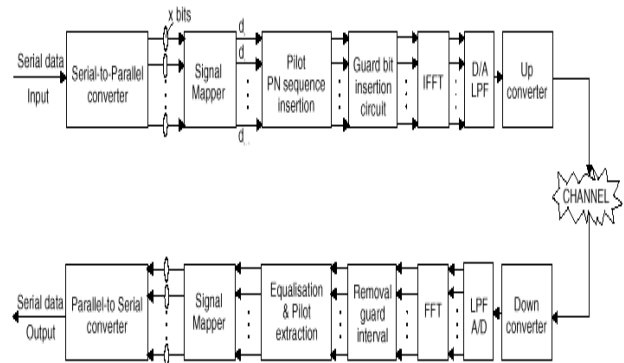 x bits
Serial data
Input
Serial-to-Parallel
converter
Signal
Mapper
d
d
d
Pilot
PN sequence
insertion
Guard bit
insertion
circuit
IFFT
D/A
LPF
Up
converter
CHANNEL
Serial data
Output
Parallel-to Serial
converter
Signal
Mapper
Equalisation
& Pilot
extraction
Removal
guard
interval
FFT
LPF
A/D
Down
converter